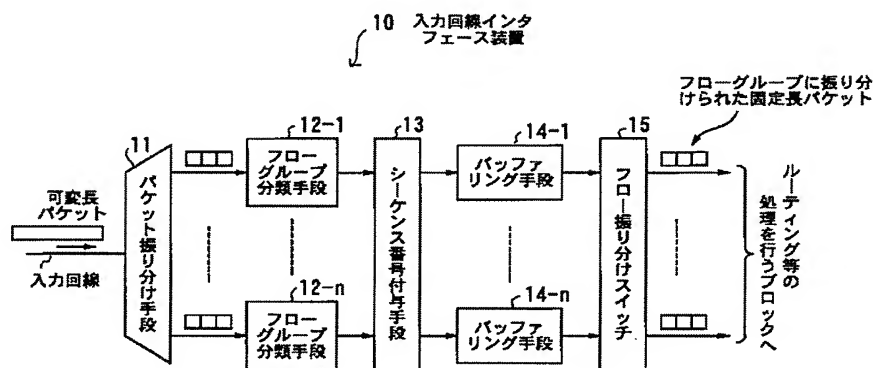 10 入力回線インタ
フェース装置
フローグループに振り分
けられた固定長パケット
11
12-1
13
14-1
15
可変長
パケット
入力回線
パケット振り分け手段
フロー
グループ
分類手段
シーケンス番号付与手段
バッファ
リング手段
フロー振り分けスイッチ
ルーティング等の
処理を行うブロックへ
12-n
フロー
グループ
分類手段
14-n
バッファ
リング手段